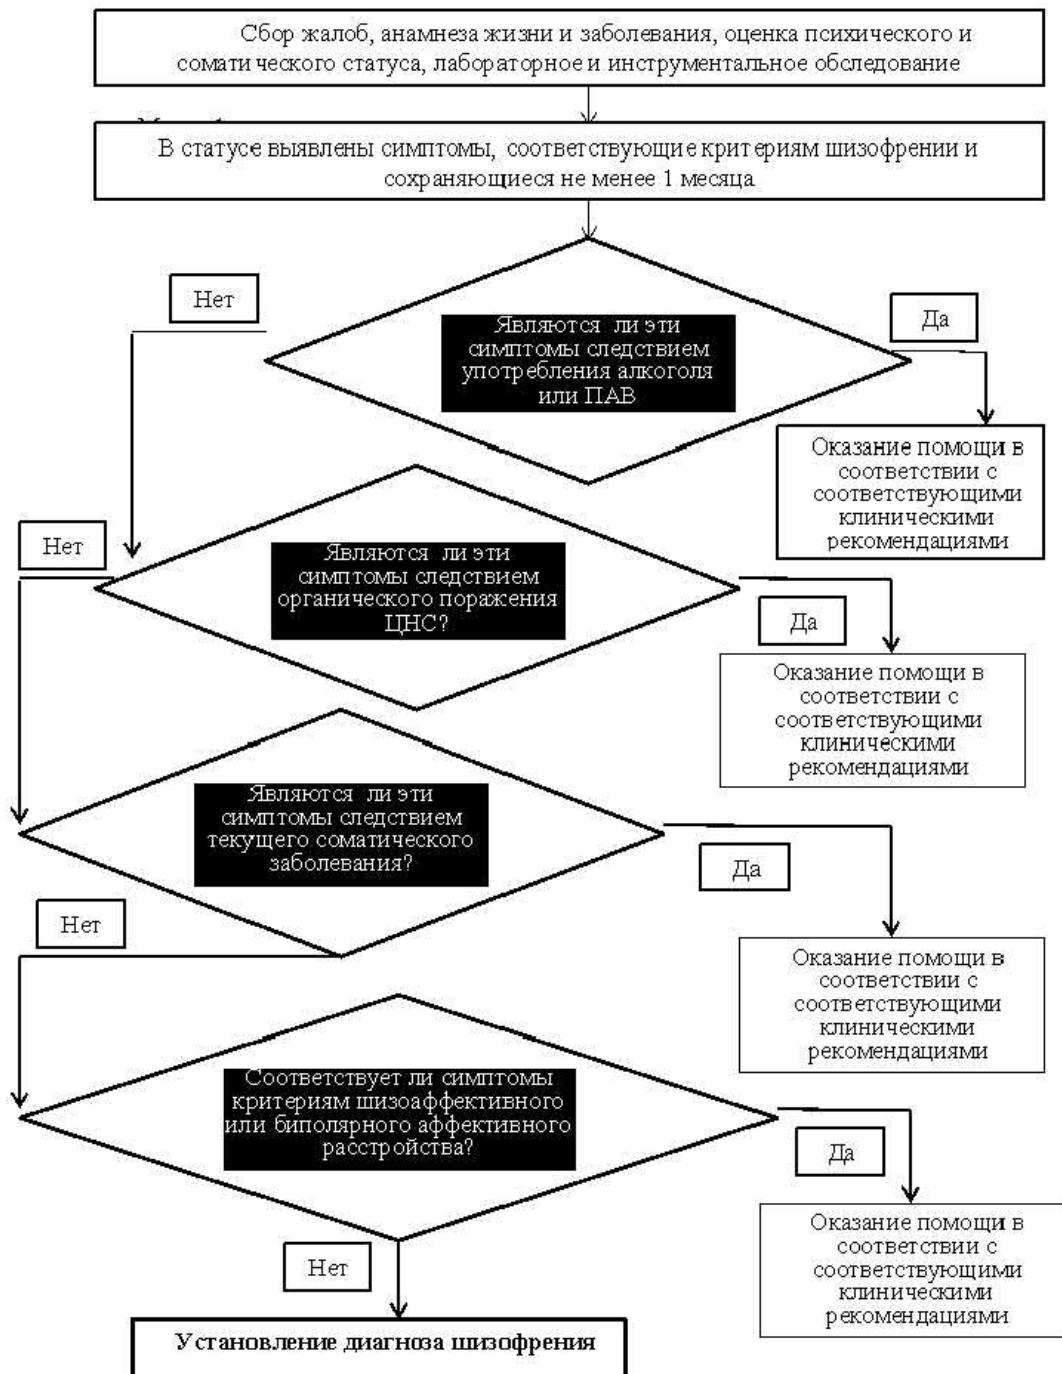 Сбор жалоб, анамнеза жизни и заболевания, оценка психического и
соматического статуса, лабораторное и инструментальное обследование
В статусе выявлены симптомы, соответствующие критериям шизофрении и
сохраняющиеся не менее 1 месяца
Нет
Да
Являются ли эти
симптомы следствием
употребления алкоголя
или ПАВ
Оказание помощи в
соответствии с
соответствующими
клиническими
рекомендациями
Нет
Являются ли эти
симптомы следствием
органического поражения
ЦНС?
Да
Оказание помощи в
соответствии с
соответствующими
клиническими
рекомендациями
Являются ли эти
симптомы следствием
текущего соматического
заболевания?
Да
Нет
Оказание помощи в
соответствии с
соответствующими
клиническими
рекомендациями
Соответствует ли симптомы
критериям шизоаффективного
или биполярного аффективного
расстройства?
Да
Оказание помощи в
соответствии с
соответствующими
клиническими
рекомендациями
Нет
Установление диагноза шизофрения